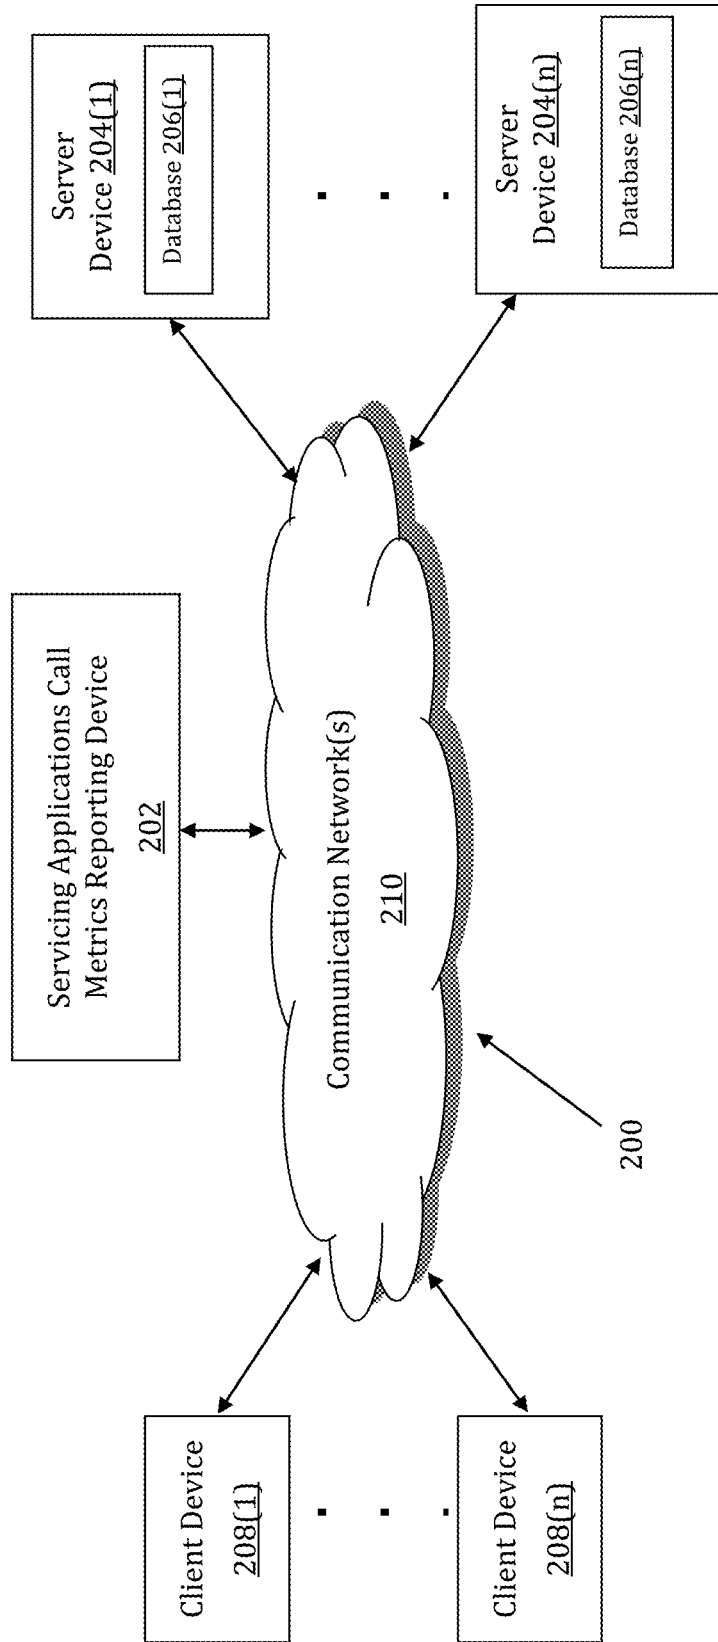 Servicing Applications Call
Metrics Reporting Device
202
Client Device
208(1)
Client Device
208(n)
Communication Network(s)
210
Server
Device 204(1)
Database 206(1)
Server
Device 204(n)
Database 206(n)
200